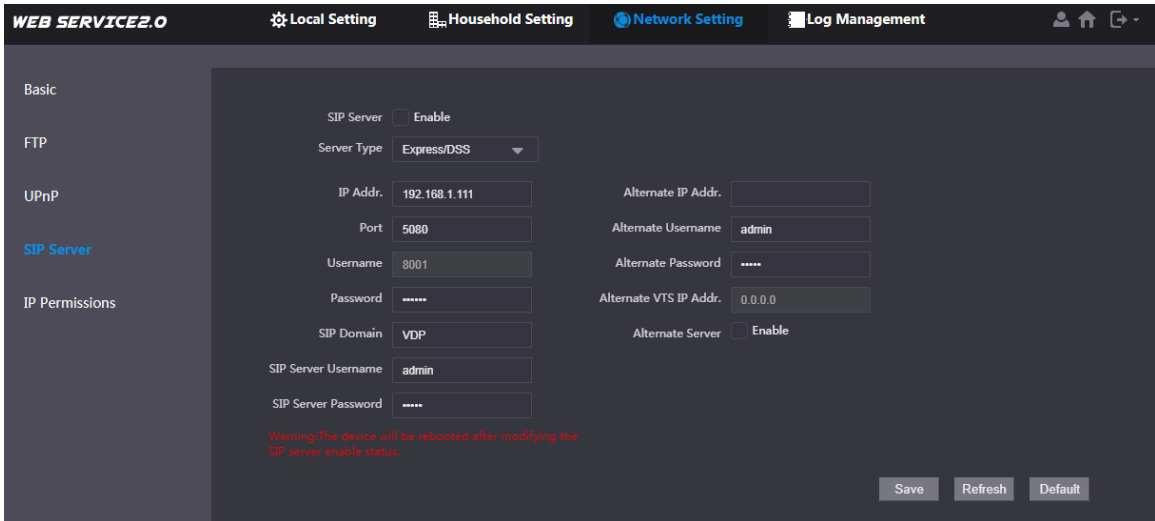 WEB SERVICE2.0 Local Setting Household Setting Network Setting Log Management
Basic
FTP
UPnP
SIP Server
IP Permissions
SIP Server Enable
Server Type Express/DSS
IP Addr. 192.168.1.111
Port 5080
Username 8001
Password ••••••
SIP Domain VDP
SIP Server Username admin
SIP Server Password •••••
Alternate IP Addr.
Alternate Username admin
Alternate Password •••••
Alternate VTS IP Addr. 0.0.0.0
Alternate Server Enable
Warning:The device will be rebooted after modifying the
SIP server enable status.
Save Refresh Default